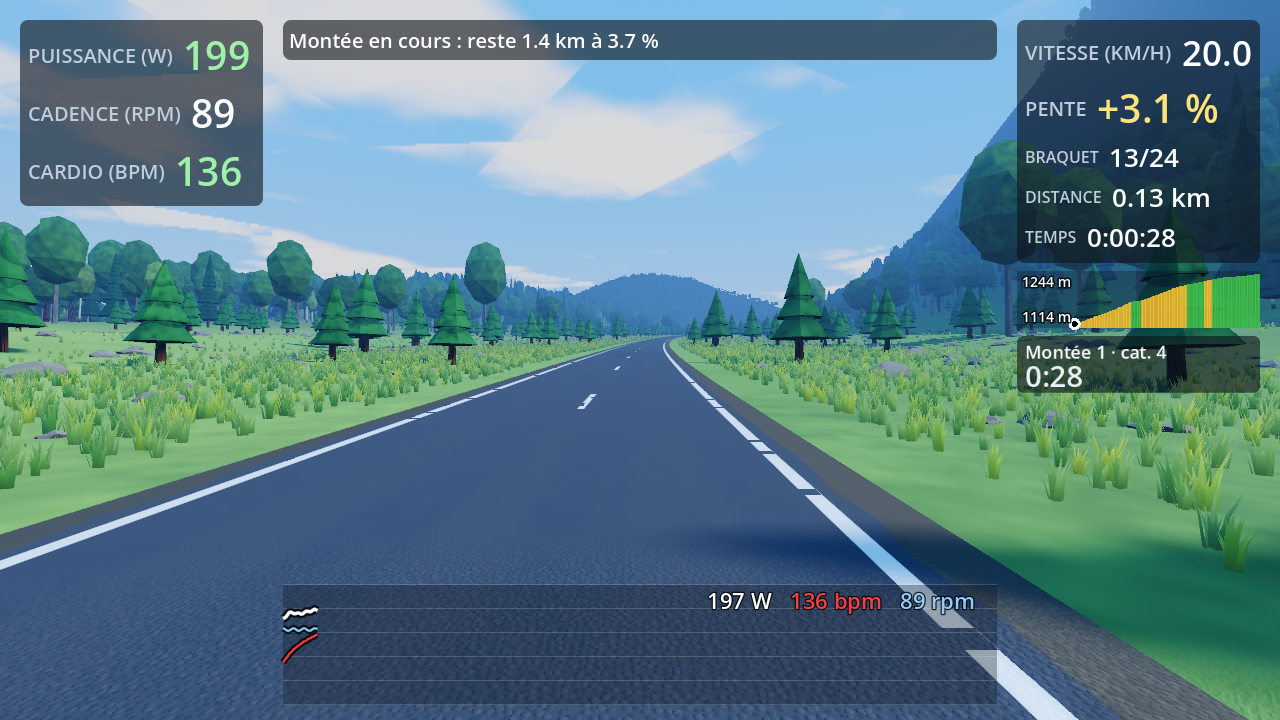 PUISSANCE (W) 199
CADENCE (RPM) 89
CARDIO (BPM) 136
Montée en cours : reste 1.4 km à 3.7 %
VITESSE (KM/H) 20.0
PENTE +3.1 %
BRAQUET 13/24
DISTANCE 0.13 km
TEMPS 0:00:28
1244 m
1114 m
Montée 1 · cat. 4
0:28
197 W 136 bpm 89 rpm